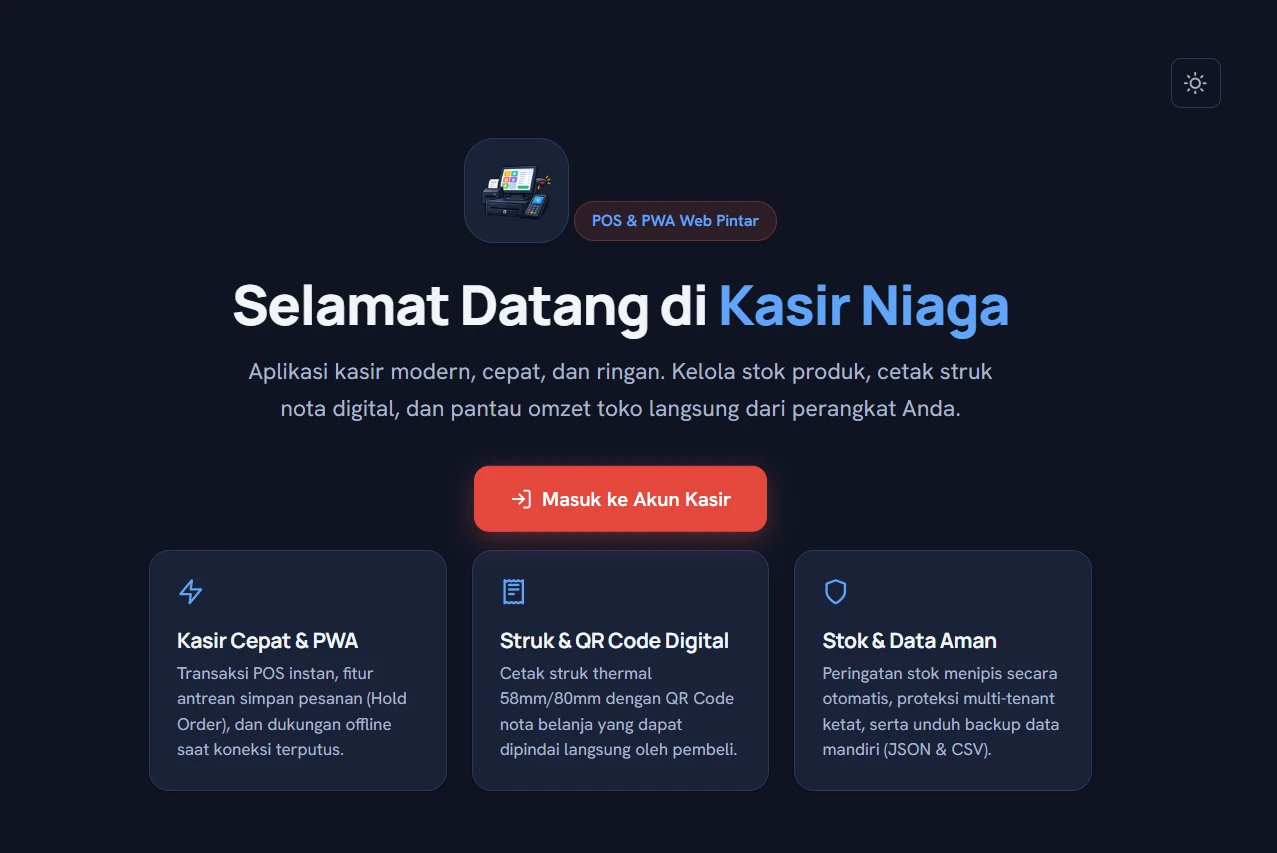 POS & PWA Web Pintar
Selamat Datang di Kasir Niaga
Aplikasi kasir modern, cepat, dan ringan. Kelola stok produk, cetak struk
nota digital, dan pantau omzet toko langsung dari perangkat Anda.
Masuk ke Akun Kasir
Kasir Cepat & PWA
Transaksi POS instan, fitur
antrean simpan pesanan (Hold
Order), dan dukungan offline
saat koneksi terputus.
Struk & QR Code Digital
Cetak struk thermal
58mm/80mm dengan QR Code
nota belanja yang dapat
dipindai langsung oleh pembeli.
Stok & Data Aman
Peringatan stok menipis secara
otomatis, proteksi multi-tenant
ketat, serta unduh backup data
mandiri (JSON & CSV).